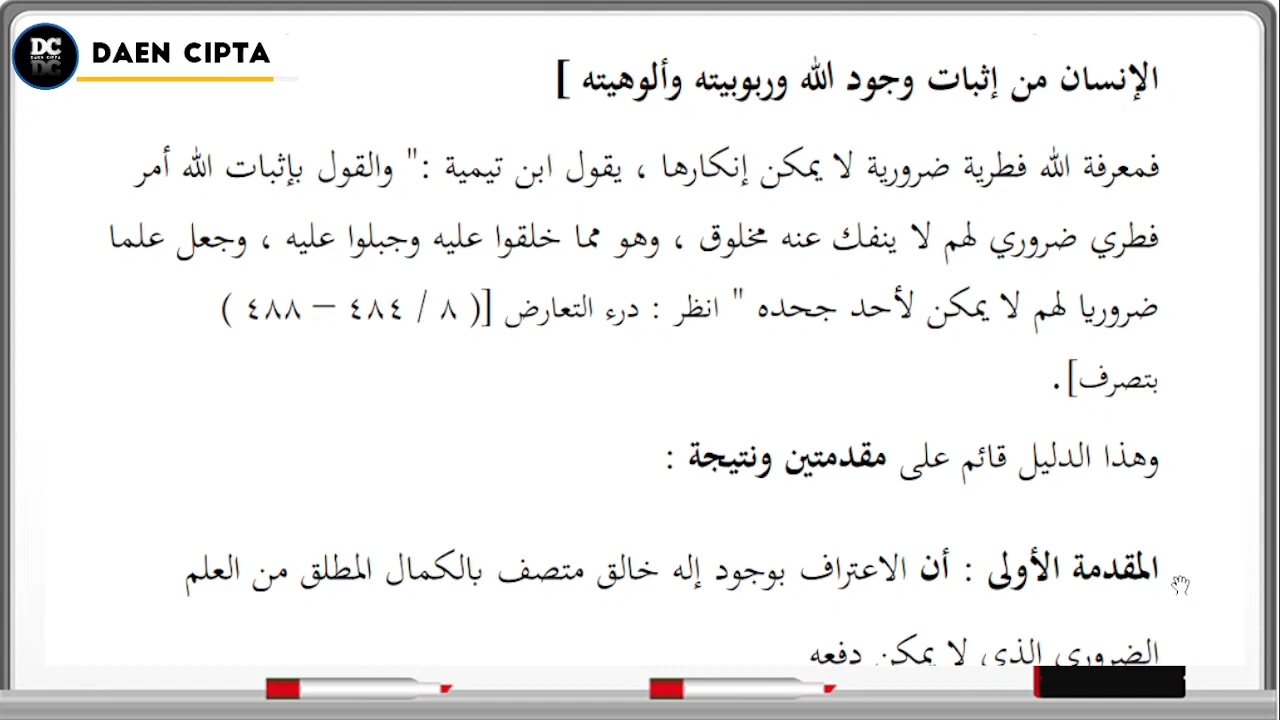 DC
DAEN CIPTA
DAEN CIPTA
الإنسان من إثبات وجود الله وربوبيته وألوهيته ]
فمعرفة الله فطرية ضرورية لا يمكن إنكارها ، يقول ابن تيمية :" والقول بإثبات الله أمر
فطري ضروري لهم لا ينفك عنه مخلوق ، وهو مما خلقوا عليه وجبلوا عليه ، وجعل علما
ضروريا لهم لا يمكن لأحد جحده " انظر : درء التعارض [( ٨ / ٤٨٤ – ٤٨٨ )
بتصرف] .
وهذا الدليل قائم على مقدمتين ونتيجة :
المقدمة الأولى : أن الاعتراف بوجود إله خالق متصف بالكمال المطلق من العلم
الضروري الذي لا يمكن دفعه